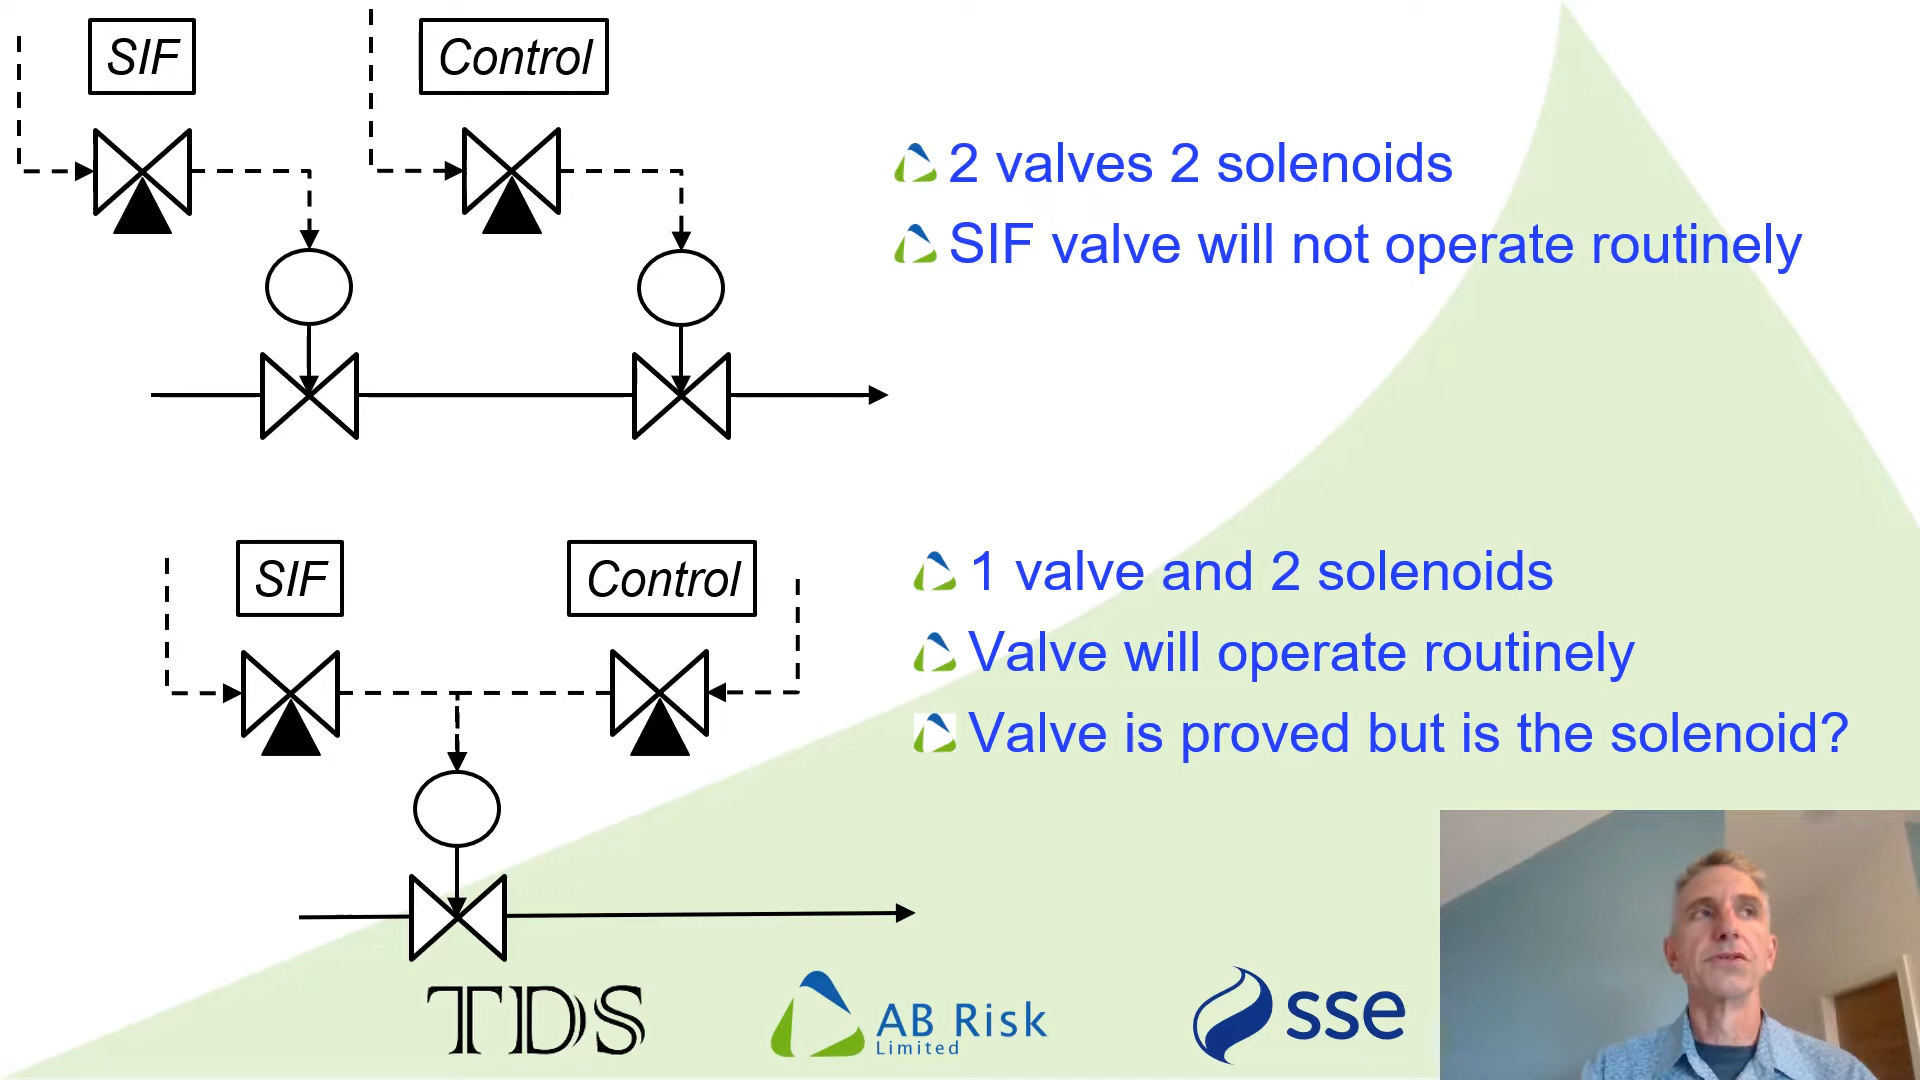 SIF
Control
2 valves 2 solenoids
SIF valve will not operate routinely
SIF
Control
1 valve and 2 solenoids
Valve will operate routinely
Valve is proved but is the solenoid?
TDS
AB Risk
Limited
sse